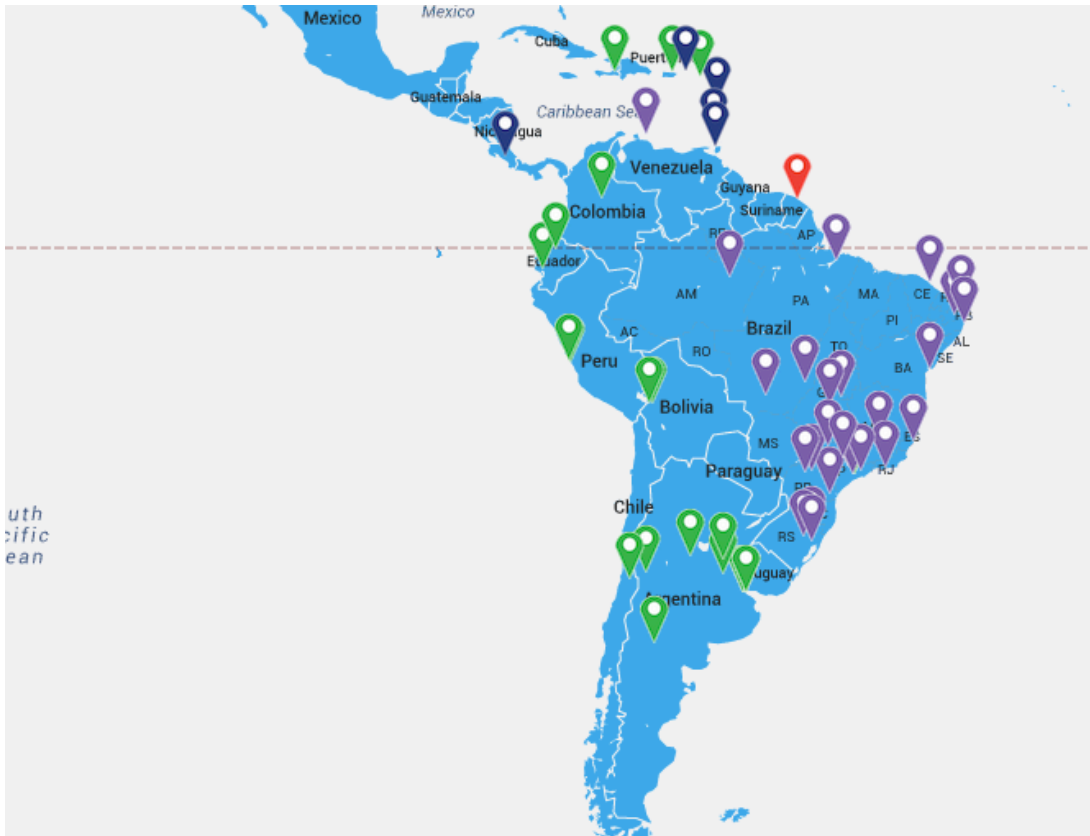 Mexico
Mexico
Cuba
Guatemala
Caribbean Se
Venezuela
Guyana
Colombia
Suriname
AP
Ecuador
AM
PA
MA
CE
PI
Brazil
AC
AL
TO
RO
SE
Peru
BA
Bolivia
MS
ES
Paraguay
RJ
Chile
uth
cific
ean
RS
uguay